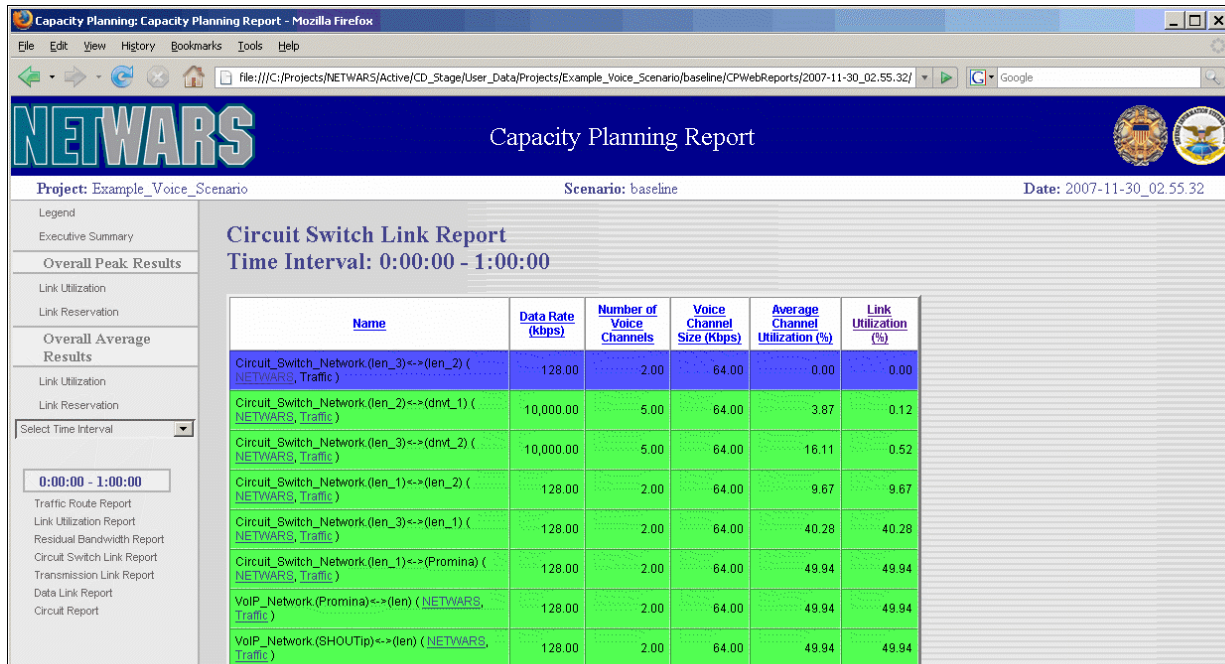 Capacity Planning: Capacity Planning Report - Mozilla Firefox
File Edit View History Bookmarks Tools Help
file:///C:/Projects/NETWARS/Active/CD_Stage/User_Data/Projects/Example_Voice_Scenario/baseline/CPWebReports/2007-11-30_02.55.32/
Google
NETWARS
Capacity Planning Report
Project: Example_Voice_Scenario
Scenario: baseline
Date: 2007-11-30_02.55.32
Legend
Executive Summary
Overall Peak Results
Link Utilization
Link Reservation
Overall Average
Results
Link Utilization
Link Reservation
Select Time Interval
0:00:00 - 1:00:00
Traffic Route Report
Link Utilization Report
Residual Bandwidth Report
Circuit Switch Link Report
Transmission Link Report
Data Link Report
Circuit Report
Circuit Switch Link Report
Time Interval: 0:00:00 - 1:00:00
Name
Data Rate
(kbps)
Number of
Voice
Channels
Voice
Channel
Size (Kbps)
Average
Channel
Utilization (%)
Link
Utilization
(%)
Circuit_Switch_Network.(len_3)<->(len_2) (
NETWARS, Traffic )
128.00 2.00 64.00 0.00 0.00
Circuit_Switch_Network.(len_2)<->(dnvt_1) (
NETWARS, Traffic )
10,000.00 5.00 64.00 3.87 0.12
Circuit_Switch_Network.(len_3)<->(dnvt_2) (
NETWARS, Traffic )
10,000.00 5.00 64.00 16.11 0.52
Circuit_Switch_Network.(len_1)<->(len_2) (
NETWARS, Traffic )
128.00 2.00 64.00 9.67 9.67
Circuit_Switch_Network.(len_3)<->(len_1) (
NETWARS, Traffic )
128.00 2.00 64.00 40.28 40.28
Circuit_Switch_Network.(len_1)<->(Promina) (
NETWARS, Traffic )
128.00 2.00 64.00 49.94 49.94
VoIP_Network.(Promina)<->(len) ( NETWARS,
Traffic )
128.00 2.00 64.00 49.94 49.94
VoIP_Network.(SHOUTip)<->(len) ( NETWARS,
Traffic )
128.00 2.00 64.00 49.94 49.94